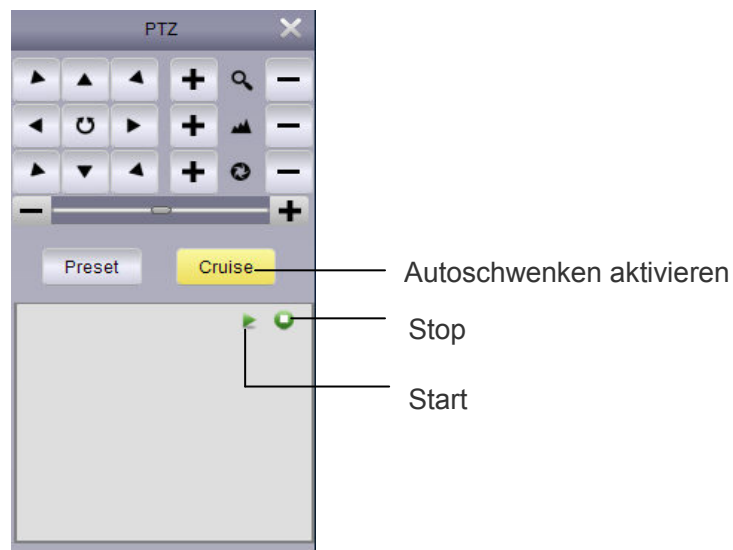 PTZ
Preset
Cruise
Autoschwenken aktivieren
Stop
Start